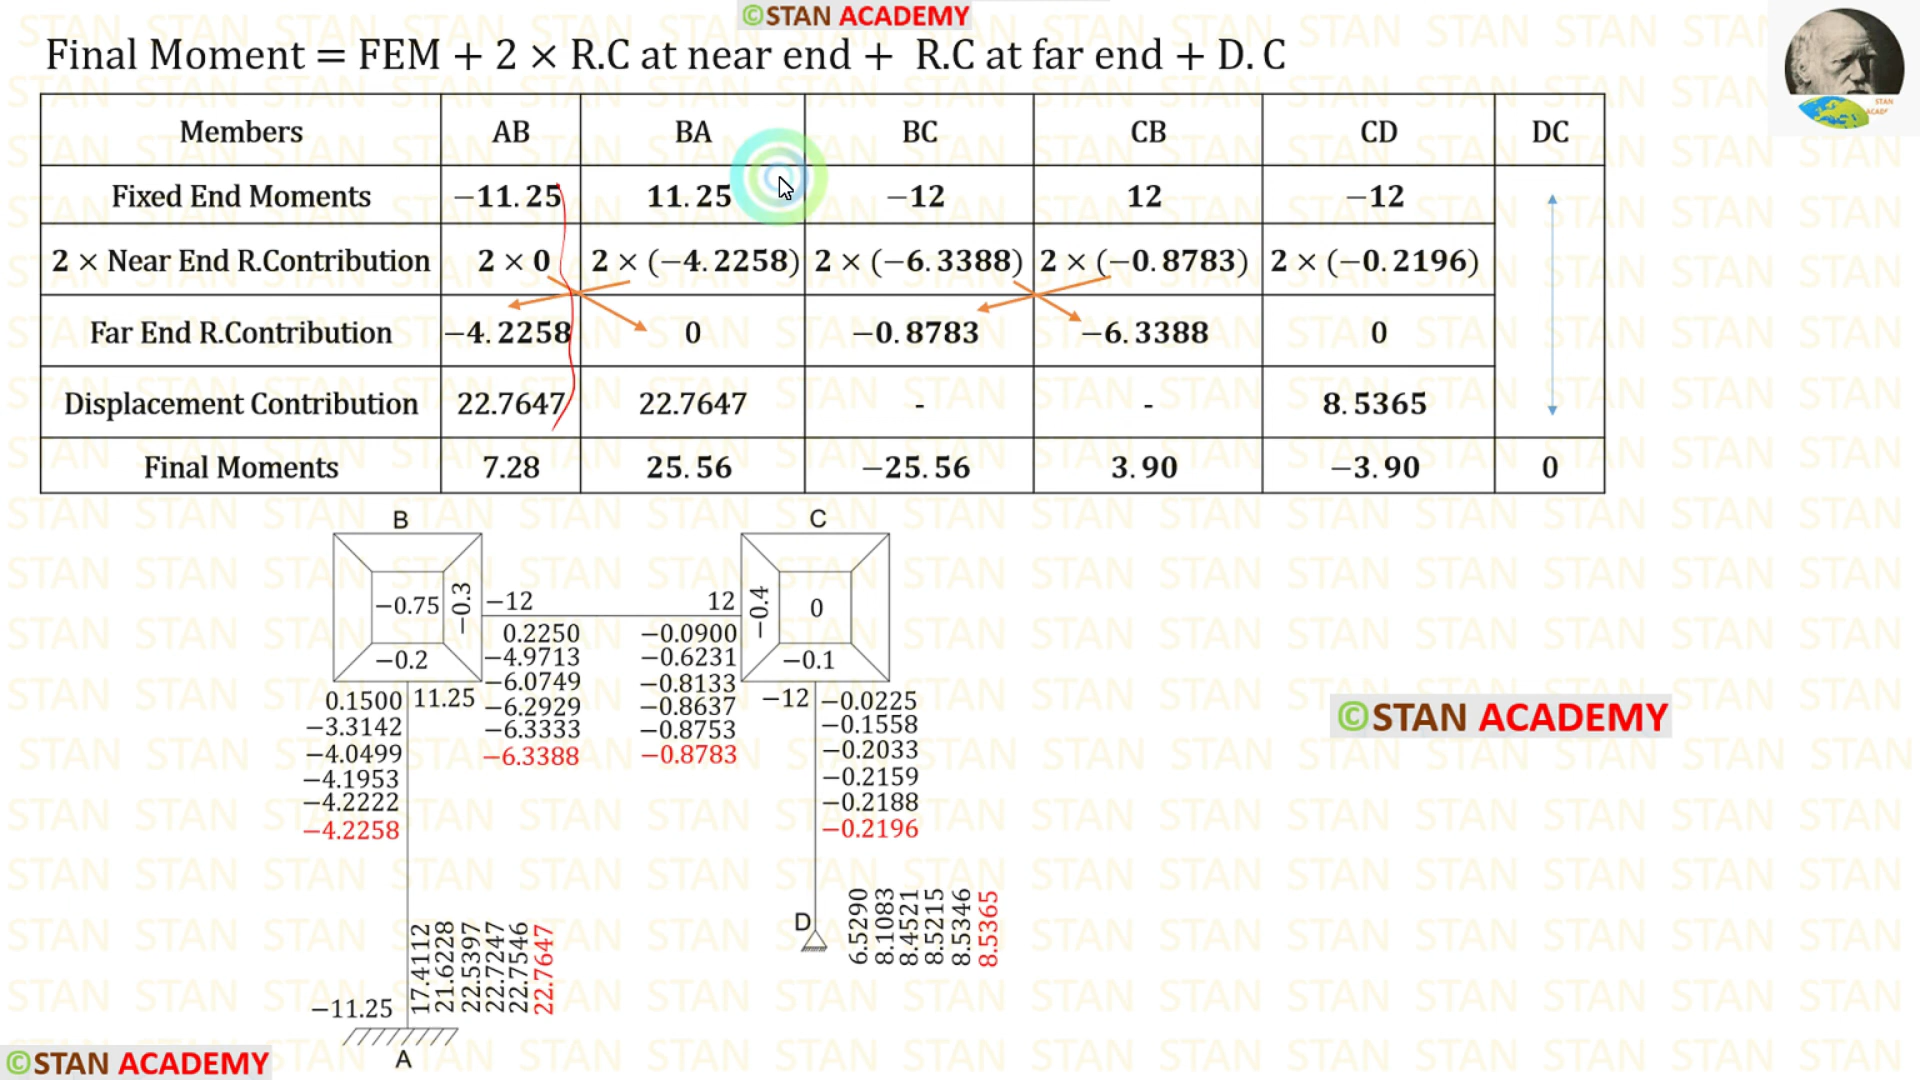 ©STAN ACADEMY
Final Moment = FEM + 2 × R.C at near end + R.C at far end + D. C
Members AB BA BC CB CD DC
Fixed End Moments −11.25 11.25 −12 12 −12
2 × Near End R.Contribution 2 × 0 2 × (−4.2258) 2 × (−6.3388) 2 × (−0.8783) 2 × (−0.2196)
Far End R.Contribution −4.2258 0 −0.8783 −6.3388 0
Displacement Contribution 22.7647 22.7647 - - 8.5365
Final Moments 7.28 25.56 −25.56 3.90 −3.90 0
B C
−0.75 −0.3 −12 12 −0.4 0
−0.2 0.2250 −0.0900 −0.1
−4.9713 −0.6231
0.1500 11.25 −6.0749 −0.8133 −12 −0.0225
−3.3142 −6.2929 −0.8637 −0.1558
−4.0499 −6.3333 −0.8753 −0.2033
−4.1953 −6.3388 −0.8783 −0.2159
−4.2222 −0.2188
−4.2258 −0.2196
D 6.5290 8.1083 8.4521 8.5215 8.5346 8.5365
−11.25 17.4112 21.6228 22.5397 22.7247 22.7546 22.7647
A
©STAN ACADEMY
©STAN ACADEMY